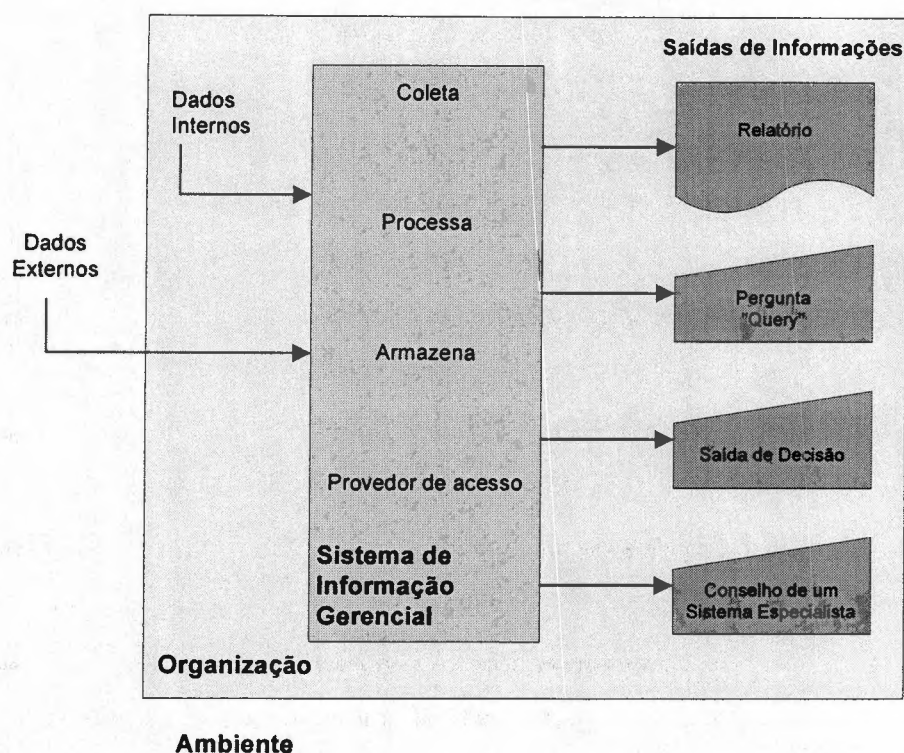 Saídas de Informações
Dados
Internos
Dados
Externos
Coleta
Processa
Armazena
Provedor de acesso
Sistema de
Informação
Gerencial
Relatório
Pergunta
"Query"
Saída de Decisão
Conselho de um
Sistema Especialista
Organização
Ambiente